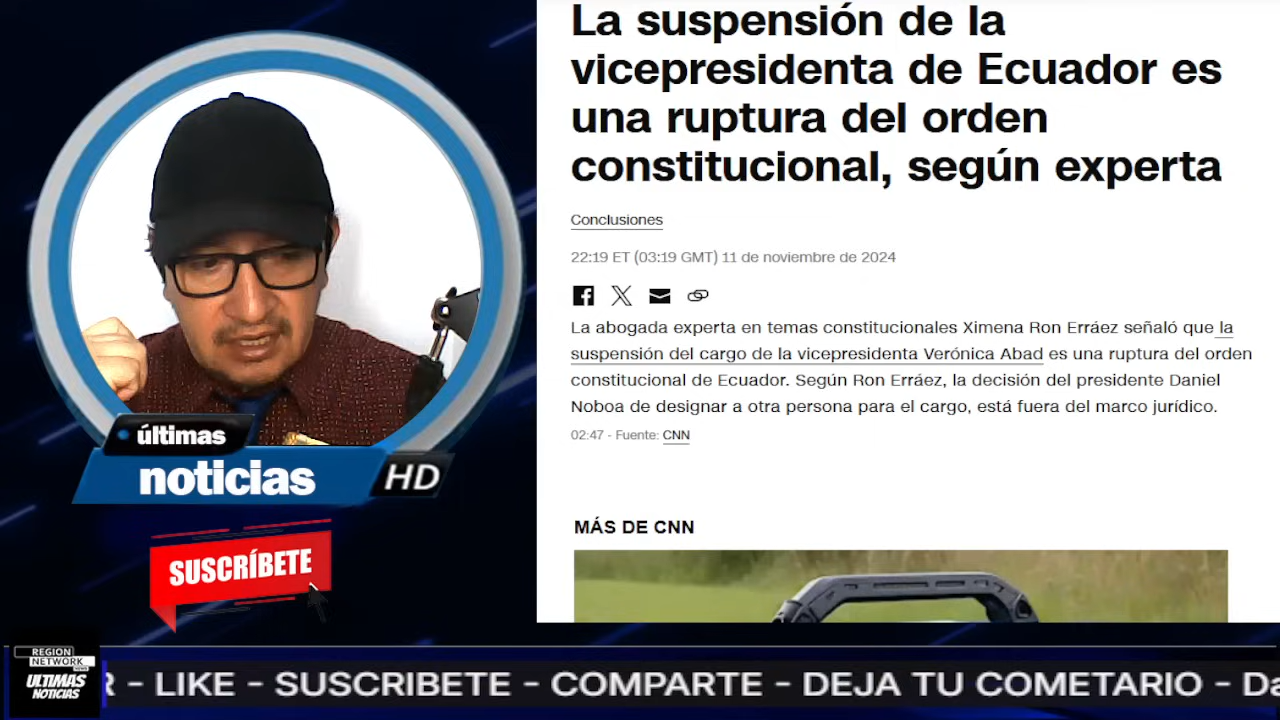 La suspensión de la
vicepresidenta de Ecuador es
una ruptura del orden
constitucional, según experta
Conclusiones
22:19 ET (03:19 GMT) 11 de noviembre de 2024
La abogada experta en temas constitucionales Ximena Ron Erráez señaló que la
suspensión del cargo de la vicepresidenta Verónica Abad es una ruptura del orden
constitucional de Ecuador. Según Ron Erráez, la decisión del presidente Daniel
Noboa de designar a otra persona para el cargo, está fuera del marco jurídico.
02:47 - Fuente: CNN
MÁS DE CNN
últimas
noticias HD
SUSCRÍBETE
REGION
NETWORK
ULTIMAS
NOTICIAS
R - LIKE - SUSCRIBETE - COMPARTE - DEJA TU COMETARIO - Da